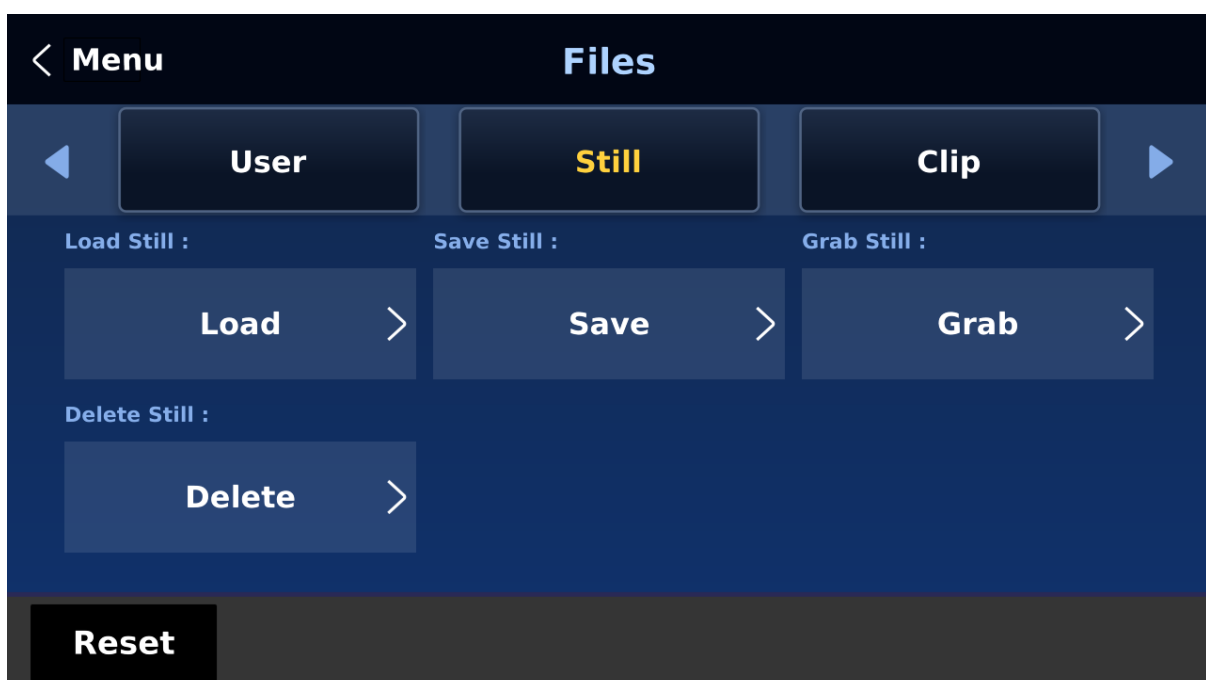 Menu
Files
User
Still
Clip
Load Still :
Save Still :
Grab Still :
Load
Save
Grab
Delete Still :
Delete
Reset